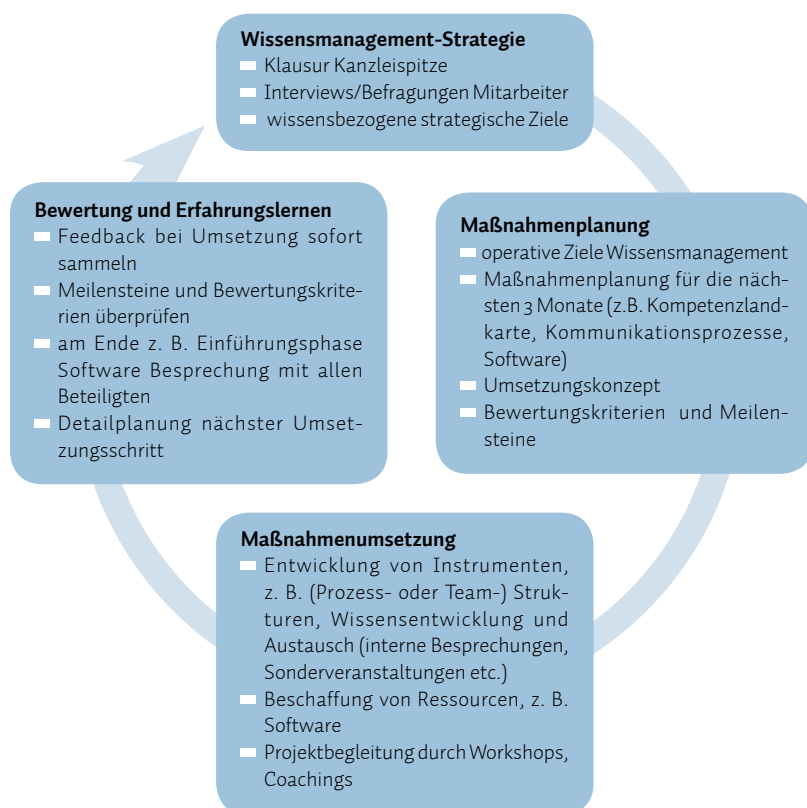 Wissensmanagement-Strategie
Klausur Kanzleispitze
Interviews/Befragungen Mitarbeiter
wissensbezogene strategische Ziele
Maßnahmenplanung
operative Ziele Wissensmanagement
Maßnahmenplanung für die näch-
sten 3 Monate (z.B. Kompetenzland-
karte, Kommunikationsprozesse,
Software)
Umsetzungskonzept
Bewertungskriterien und Meilen-
steine
Maßnahmenumsetzung
Entwicklung von Instrumenten,
z. B. (Prozess- oder Team-) Struk-
turen, Wissensentwicklung und
Austausch (interne Besprechungen,
Sonderveranstaltungen etc.)
Beschaffung von Ressourcen, z. B.
Software
Projektbegleitung durch Workshops,
Coachings
Bewertung und Erfahrungslernen
Feedback bei Umsetzung sofort
sammeln
Meilensteine und Bewertungskrite-
rien überprüfen
am Ende z. B. Einführungsphase
Software Besprechung mit allen
Beteiligten
Detailplanung nächster Umset-
zungsschritt